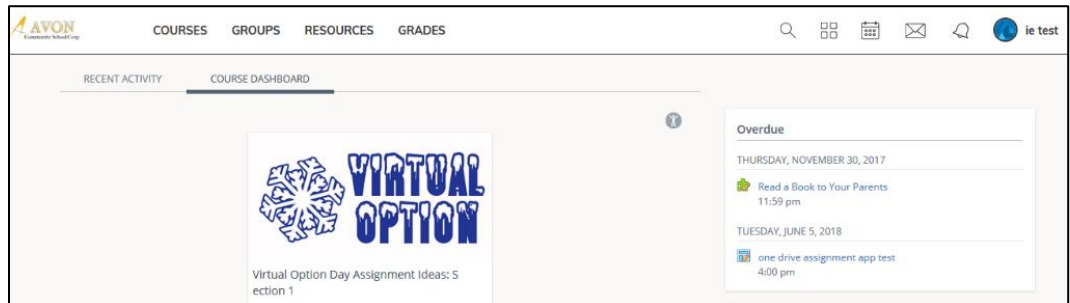 AVON
Community School Corp.
COURSES GROUPS RESOURCES GRADES
ie test
RECENT ACTIVITY COURSE DASHBOARD
VIRTUAL
OPTION
Virtual Option Day Assignment Ideas: S
ection 1
Overdue
THURSDAY, NOVEMBER 30, 2017
Read a Book to Your Parents
11:59 pm
TUESDAY, JUNE 5, 2018
one drive assignment app test
4:00 pm